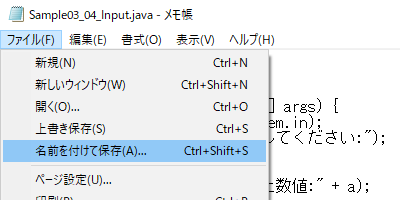 Sample03_04_Input.java - メモ帳
ファイル(F) 編集(E) 書式(O) 表示(V) ヘルプ(H)
新規(N) Ctrl+N
新しいウィンドウ(W) Ctrl+Shift+N
開く(O)... Ctrl+O
] args) {
上書き保存(S) Ctrl+S
em.in);
してください:");
名前を付けて保存(A)... Ctrl+Shift+S
ページ設定(U)...
数値:" + a);
印刷(P)... Ctrl+P